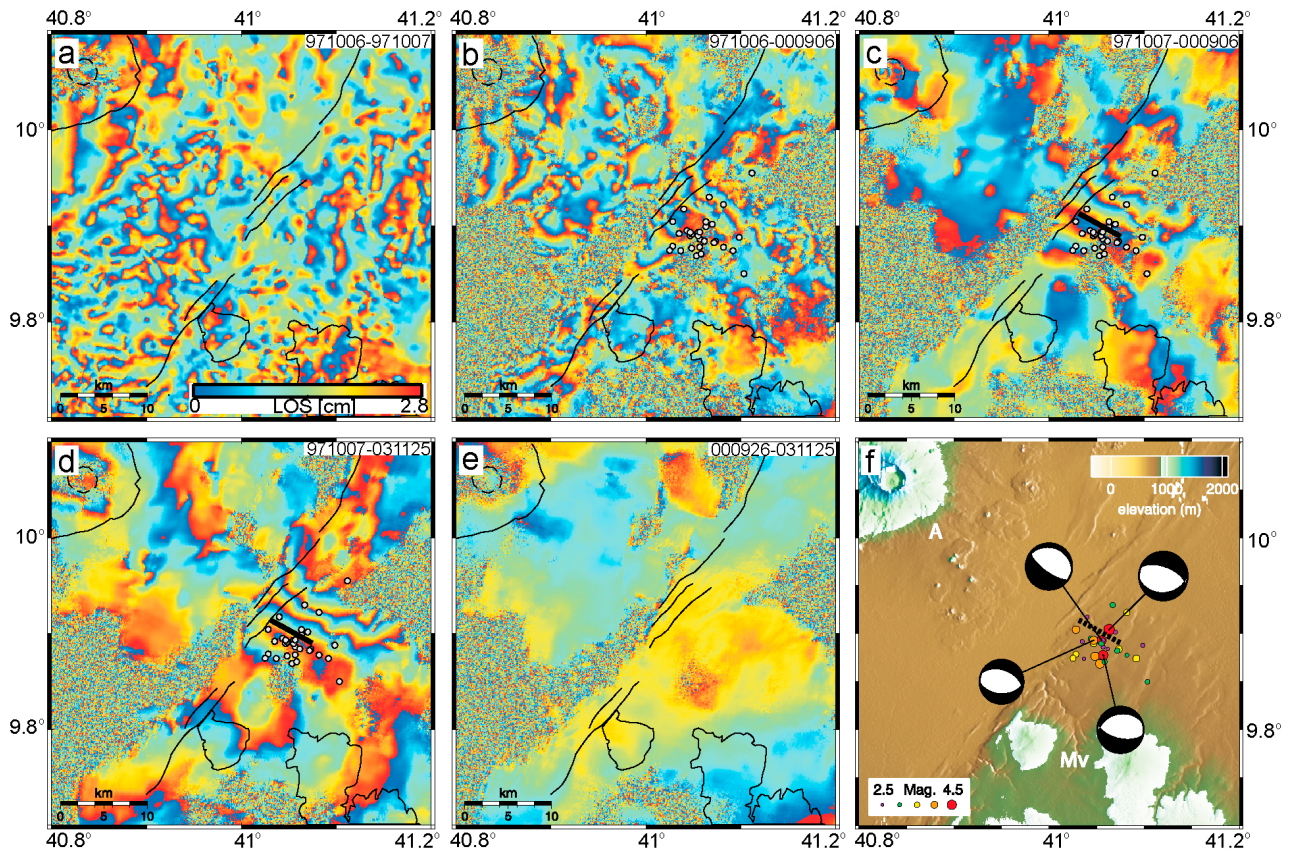 40.8° 41° 41.2° 40.8° 41° 41.2° 40.8° 41° 41.2°
a 971006-971007
b 971006-000906
c 971007-000906
10° 10°
9.8° 9.8°
km
0 5 10
0 LOS [cm] 2.8
km
0 5 10
km
0 5 10
d 971007-031125
e 000926-031125
f
0 1000 2000
elevation (m)
A
10° 10°
9.8° 9.8°
Mv
km
0 5 10
km
0 5 10
2.5 Mag. 4.5
40.8° 41° 41.2° 40.8° 41° 41.2° 40.8° 41° 41.2°